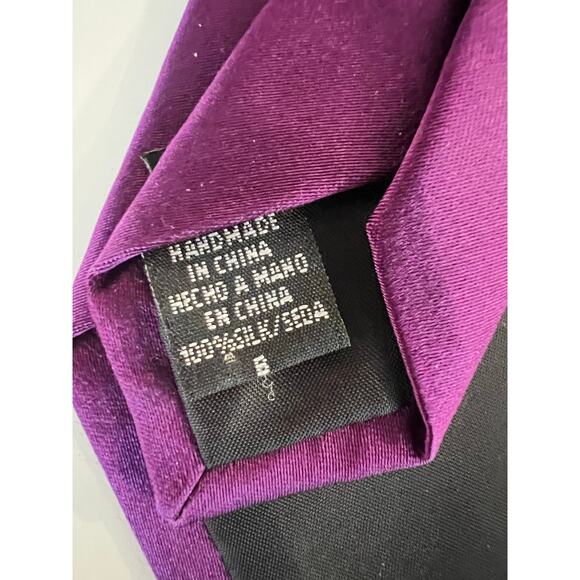 HANDMADE
IN CHINA
HECHO A MANO
EN CHINA
100%SILK/SEDA